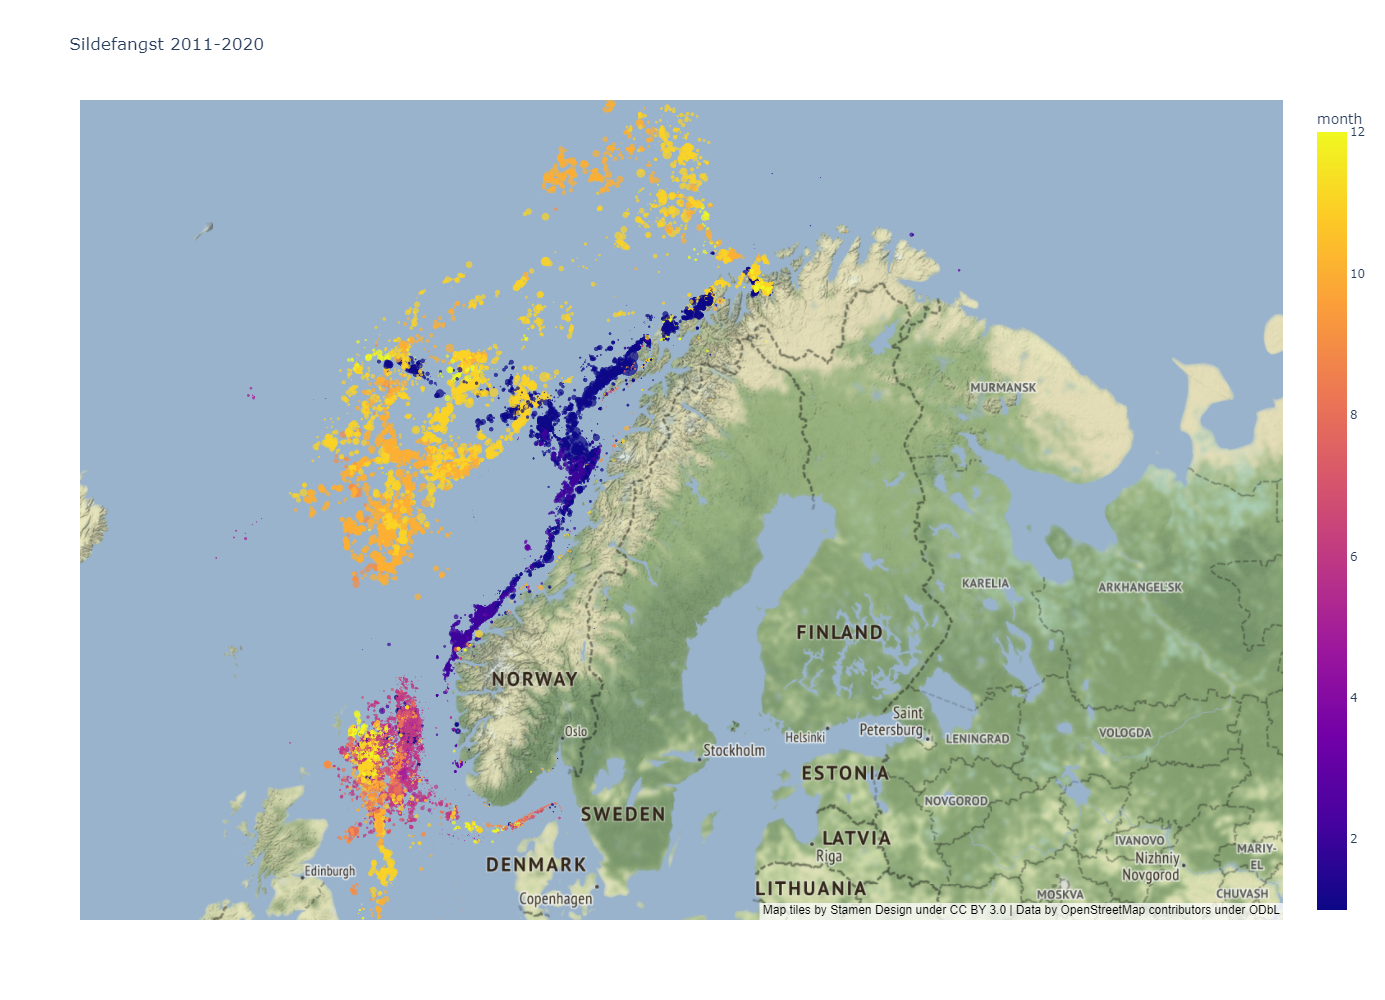 Sildefangst 2011-2020
month
12
10
8
6
4
2
MURMANSK
KARELIA
ARKHANGEL'SK
FINLAND
NORWAY
Oslo
Stockholm
Helsinki
Saint
Petersburg
LENINGRAD
VOLOGDA
ESTONIA
NOVGOROD
SWEDEN
LATVIA
Riga
IVANOVO
Nizhniy
Novgorod
MARIY-
EL
DENMARK
Edinburgh
Copenhagen
LITHUANIA
MOSKVA
CHUVASH
Map tiles by Stamen Design under CC BY 3.0 | Data by OpenStreetMap contributors under ODbL